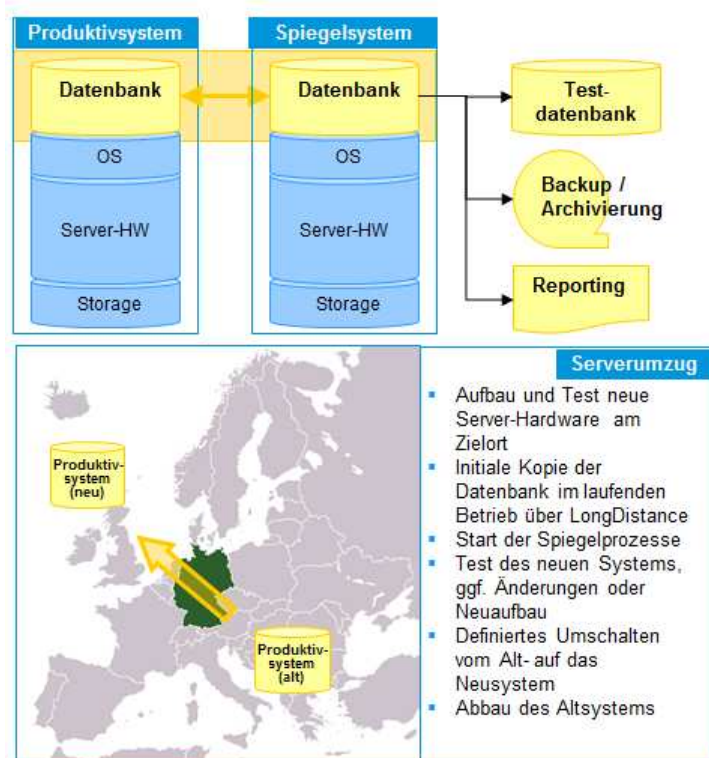 Produktivsystem
Spiegelsystem
Datenbank
Datenbank
OS
OS
Server-HW
Server-HW
Storage
Storage
Test-
datenbank
Backup /
Archivierung
Reporting
Produktiv-
system
(neu)
Produktiv-
system
(alt)
Serverumzug
▪ Aufbau und Test neue
Server-Hardware am
Zielort
▪ Initiale Kopie der
Datenbank im laufenden
Betrieb über LongDistance
▪ Start der Spiegelprozesse
▪ Test des neuen Systems,
ggf. Änderungen oder
Neuaufbau
▪ Definiertes Umschalten
vom Alt- auf das
Neusystem
▪ Abbau des Altsystems